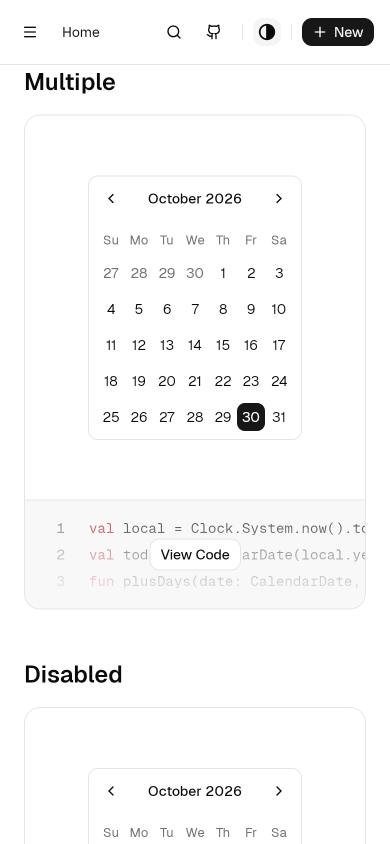 Home
New
Multiple
October 2026
Su Mo Tu We Th Fr Sa
27 28 29 30 1 2 3
4 5 6 7 8 9 10
11 12 13 14 15 16 17
18 19 20 21 22 23 24
25 26 27 28 29 30 31
1 val local = Clock.System.now().to
2 val tod
View Code
arDate(local.ye
3 fun plusDays(date: CalendarDate,
Disabled
October 2026
Su Mo Tu We Th Fr Sa